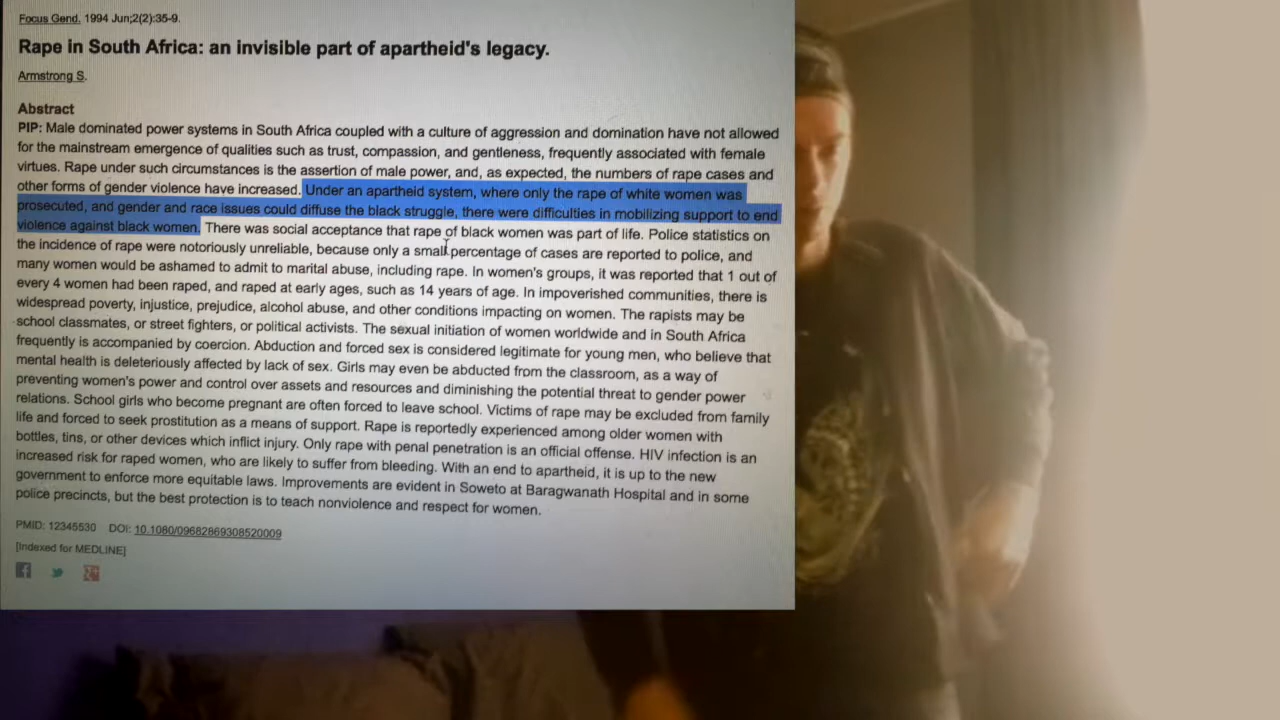 Focus Gend. 1994 Jun;2(2):35-9.
Rape in South Africa: an invisible part of apartheid's legacy.
Armstrong S.
Abstract
PIP: Male dominated power systems in South Africa coupled with a culture of aggression and domination have not allowed
for the mainstream emergence of qualities such as trust, compassion, and gentleness, frequently associated with female
virtues. Rape under such circumstances is the assertion of male power, and, as expected, the numbers of rape cases and
other forms of gender violence have increased. Under an apartheid system, where only the rape of white women was
prosecuted, and gender and race issues could diffuse the black struggle, there were difficulties in mobilizing support to end
violence against black women. There was social acceptance that rape of black women was part of life. Police statistics on
the incidence of rape were notoriously unreliable, because only a small percentage of cases are reported to police, and
many women would be ashamed to admit to marital abuse, including rape. In women's groups, it was reported that 1 out of
every 4 women had been raped, and raped at early ages, such as 14 years of age. In impoverished communities, there is
widespread poverty, injustice, prejudice, alcohol abuse, and other conditions impacting on women. The rapists may be
school classmates, or street fighters, or political activists. The sexual initiation of women worldwide and in South Africa
frequently is accompanied by coercion. Abduction and forced sex is considered legitimate for young men, who believe that
mental health is deleteriously affected by lack of sex. Girls may even be abducted from the classroom, as a way of
preventing women's power and control over assets and resources and diminishing the potential threat to gender power
relations. School girls who become pregnant are often forced to leave school. Victims of rape may be excluded from family
life and forced to seek prostitution as a means of support. Rape is reportedly experienced among older women with
bottles, tins, or other devices which inflict injury. Only rape with penal penetration is an official offense. HIV infection is an
increased risk for raped women, who are likely to suffer from bleeding. With an end to apartheid, it is up to the new
government to enforce more equitable laws. Improvements are evident in Soweto at Baragwanath Hospital and in some
police precincts, but the best protection is to teach nonviolence and respect for women.
PMID: 12345530 DOI: 10.1080/09682869308520009
[Indexed for MEDLINE]